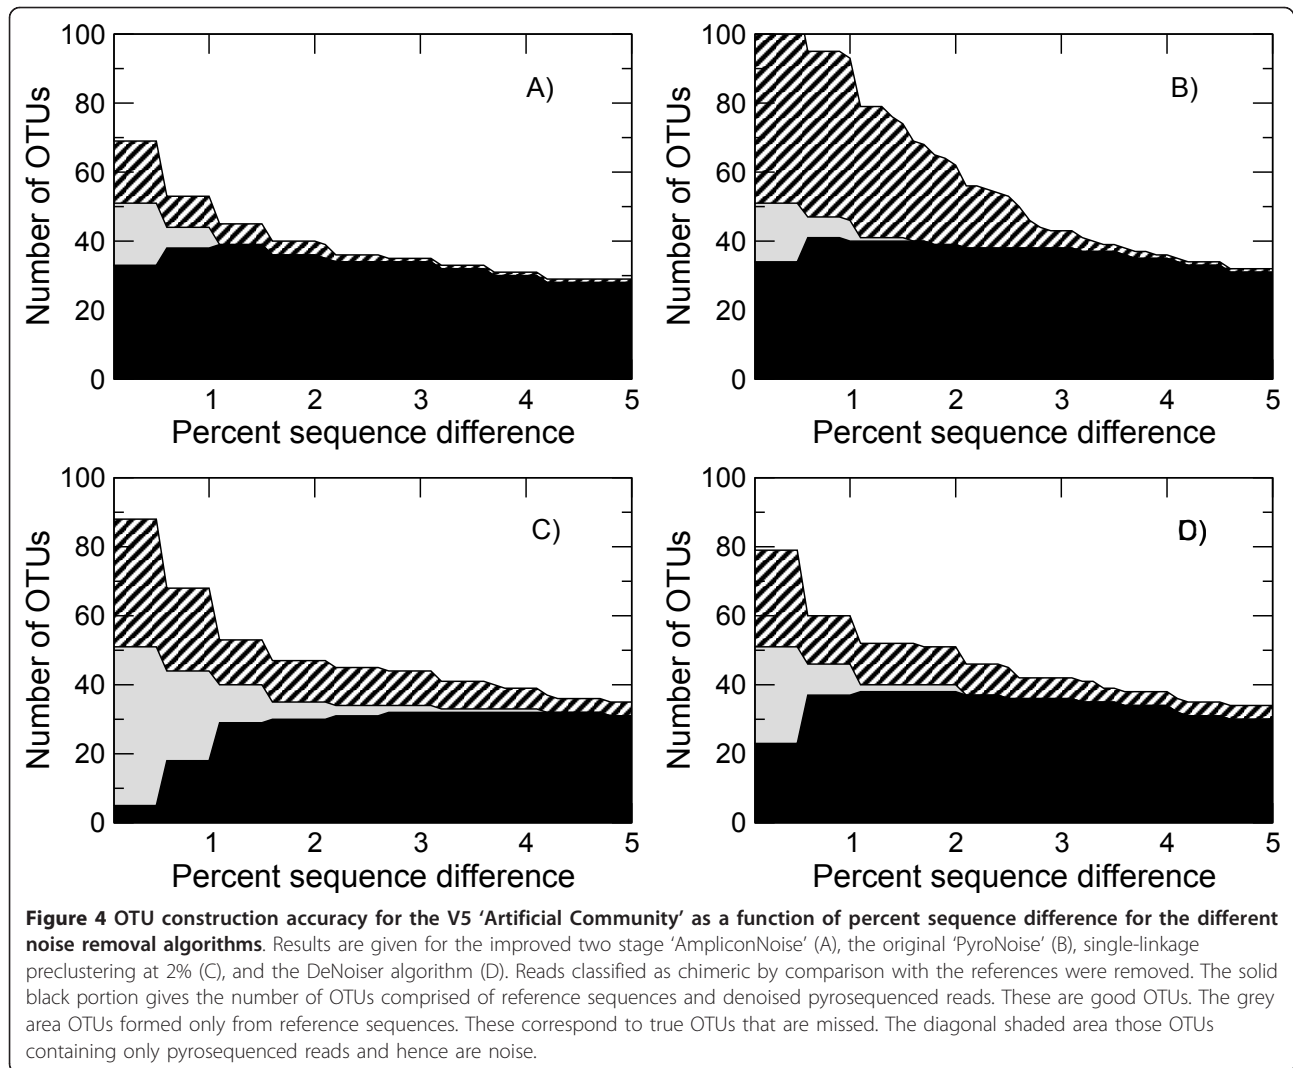 100
80
60
40
20
0
Number of OTUs
A)
1 2 3 4 5
Percent sequence difference
100
80
60
40
20
0
Number of OTUs
B)
1 2 3 4 5
Percent sequence difference
100
80
60
40
20
0
Number of OTUs
C)
1 2 3 4 5
Percent sequence difference
100
80
60
40
20
0
Number of OTUs
D)
1 2 3 4 5
Percent sequence difference
Figure 4 OTU construction accuracy for the V5 ‘Artificial Community’ as a function of percent sequence difference for the different
noise removal algorithms. Results are given for the improved two stage ‘AmpliconNoise’ (A), the original ‘PyroNoise’ (B), single-linkage
preclustering at 2% (C), and the DeNoiser algorithm (D). Reads classified as chimeric by comparison with the references were removed. The solid
black portion gives the number of OTUs comprised of reference sequences and denoised pyrosequenced reads. These are good OTUs. The grey
area OTUs formed only from reference sequences. These correspond to true OTUs that are missed. The diagonal shaded area those OTUs
containing only pyrosequenced reads and hence are noise.